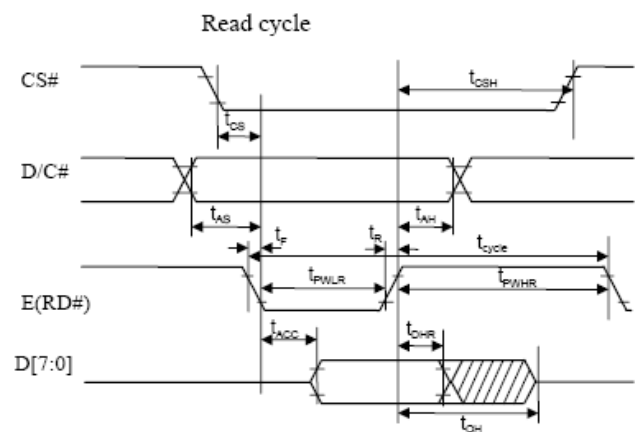 Read cycle
CS#
tCSH
tCS
D/C#
tAS
tAH
tF
tR
tcycle
tPWLR
tPWHR
E(RD#)
tACC
tDHR
D[7:0]
tOH